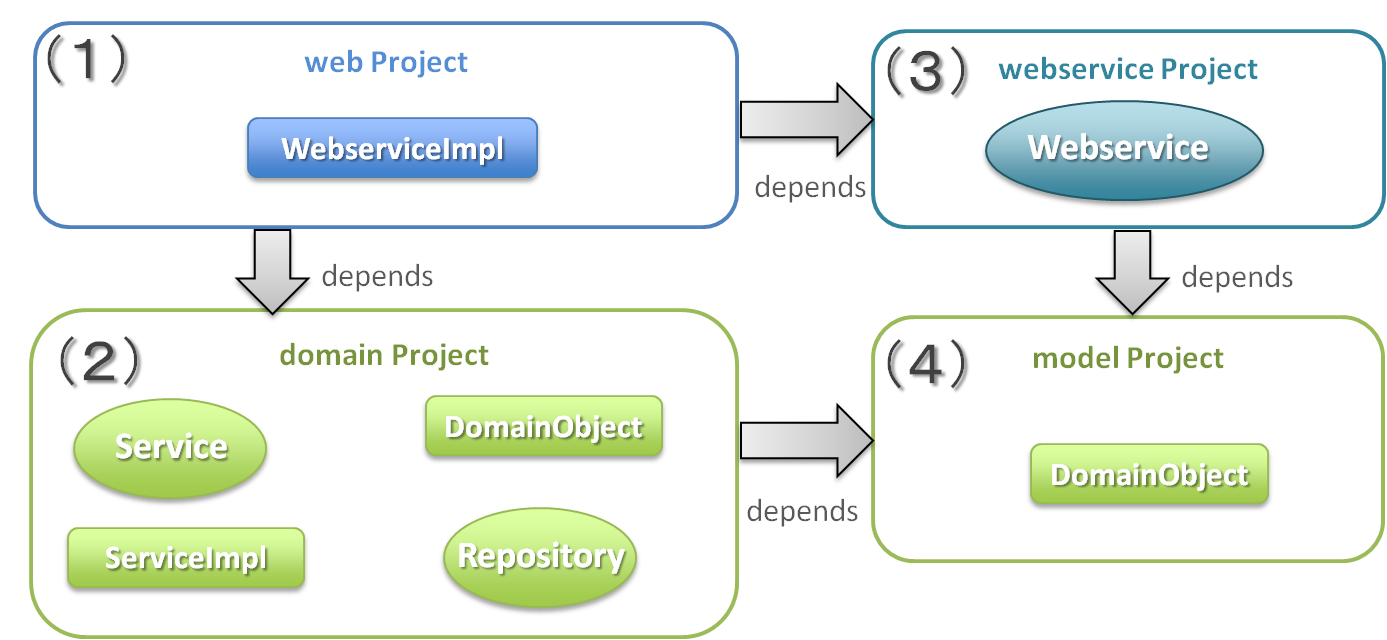 （1）
web Project
WebserviceImpl
depends
（3）
webservice Project
Webservice
depends
depends
（2）
domain Project
Service
DomainObject
ServiceImpl
Repository
depends
（4）
model Project
DomainObject